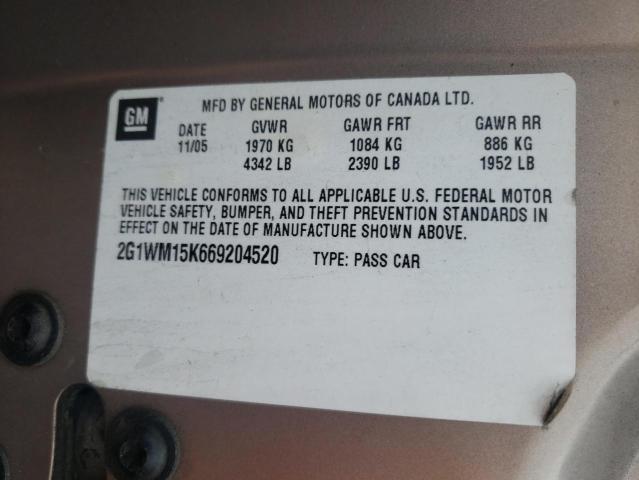 GM ®
MFD BY GENERAL MOTORS OF CANADA LTD.
DATE GVWR GAWR FRT GAWR RR
11/05 1970 KG 1084 KG 886 KG
4342 LB 2390 LB 1952 LB
THIS VEHICLE CONFORMS TO ALL APPLICABLE U.S. FEDERAL MOTOR
VEHICLE SAFETY, BUMPER, AND THEFT PREVENTION STANDARDS IN
EFFECT ON THE DATE OF MANUFACTURE SHOWN ABOVE.
2G1WM15K669204520 TYPE: PASS CAR